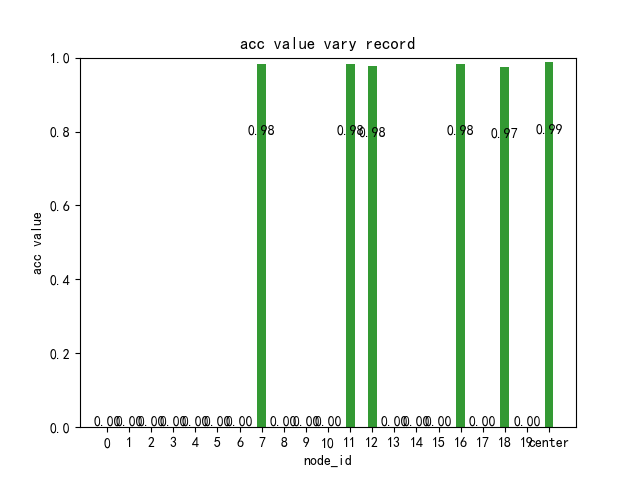 acc value vary record
1.0
0.8
0.6
0.4
0.2
0.0
acc value
0.98 0.98 0.98 0.98 0.97 0.99
0.00 0.00 0.00 0.00 0.00 0.00 0.00 0.00 0.00 0.00 0.00 0.00 0.00 0.00 0.00
0 1 2 3 4 5 6 7 8 9 10 11 12 13 14 15 16 17 18 19 center
node_id